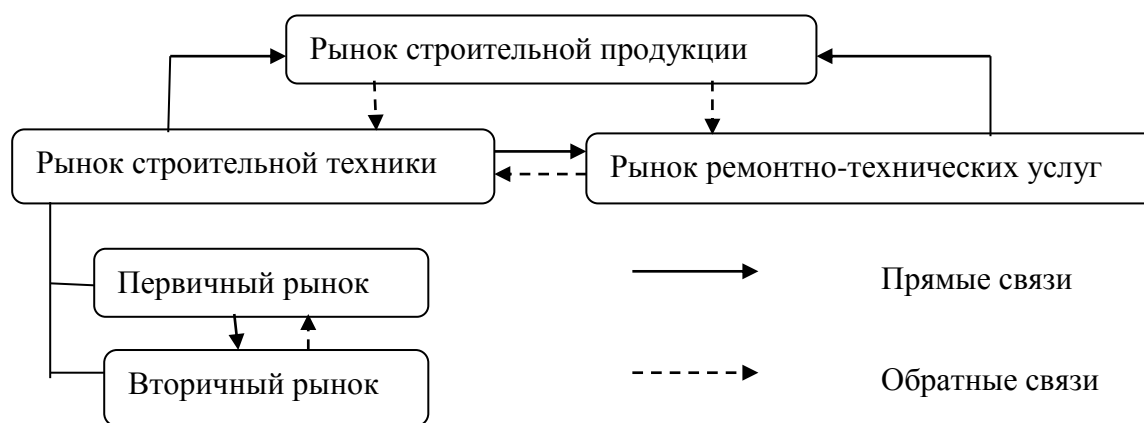 Рынок строительной продукции
Рынок строительной техники
Рынок ремонтно-технических услуг
Первичный рынок
Прямые связи
Вторичный рынок
Обратные связи